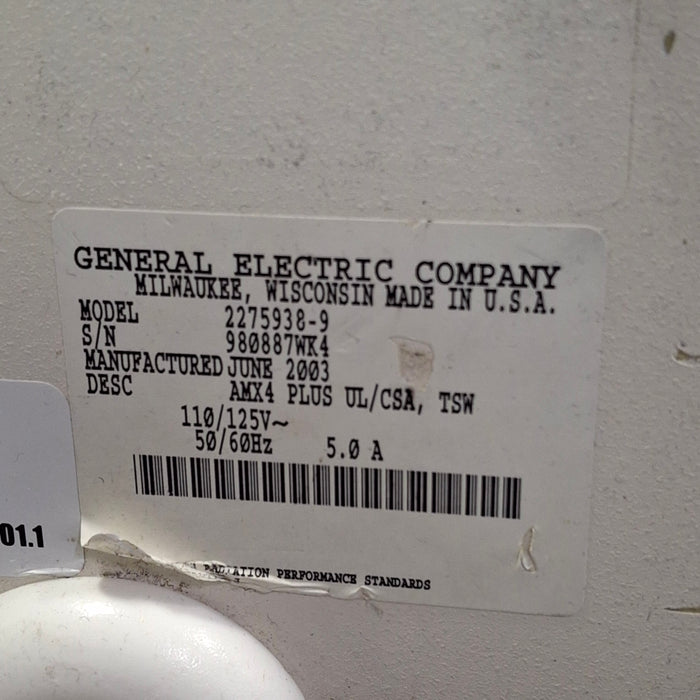 GENERAL ELECTRIC COMPANY
MILWAUKEE, WISCONSIN MADE IN U.S.A.
MODEL 2275938-9
S/N 980887WK4
MANUFACTURED JUNE 2003
DESC AMX4 PLUS UL/CSA, TSW
110/125V~
50/60Hz 5.0 A
01.1
RADIATION PERFORMANCE STANDARDS